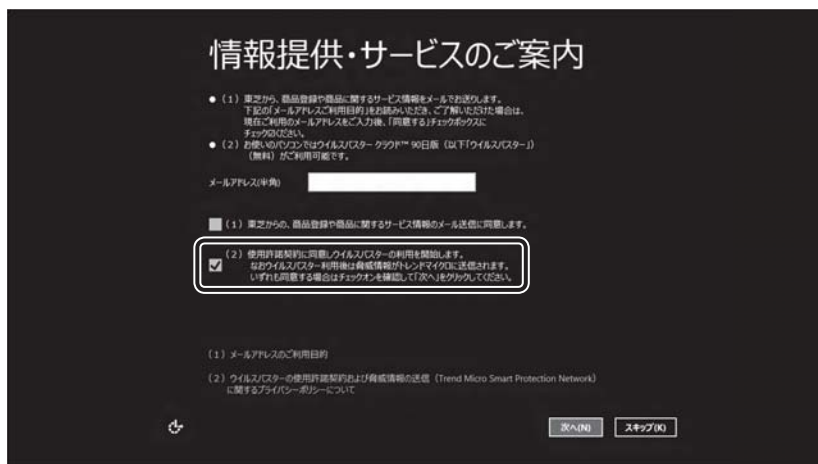 情報提供・サービスのご案内
● (1) 東芝から、商品登録や商品に関するサービス情報をメールでお送りします。
下記の「メールアドレスご利用目的」をお読みいただき、ご了解いただけた場合は、
現在ご利用のメールアドレスをご入力後、「同意する」チェックボックスに
チェックください。
● (2) お使いのパソコンではウイルスバスター クラウド™ 90日版 (以下「ウイルスバスター」)
(無料) がご利用可能です。
メールアドレス(半角)
(1) 東芝からの、商品登録や商品に関するサービス情報のメール送信に同意します。
(2) 使用許諾契約に同意しウイルスバスターの利用を開始します。
なおウイルスバスター利用後は脅威情報がトレンドマイクロに送信されます。
いずれも同意する場合はチェックオンを確認して「次へ」をクリックしてください。
(1) メールアドレスのご利用目的
(2) ウイルスバスターの使用許諾契約および脅威情報の送信 (Trend Micro Smart Protection Network)
に関するプライバシーポリシーについて
次へ(N) スキップ(K)